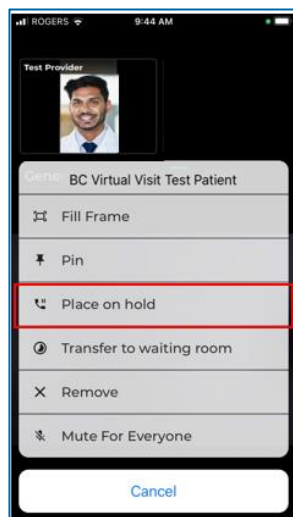 ROGERS 9:44 AM
Test Provider
BC Virtual Visit Test Patient
Fill Frame
Pin
Place on hold
Transfer to waiting room
Remove
Mute For Everyone
Cancel